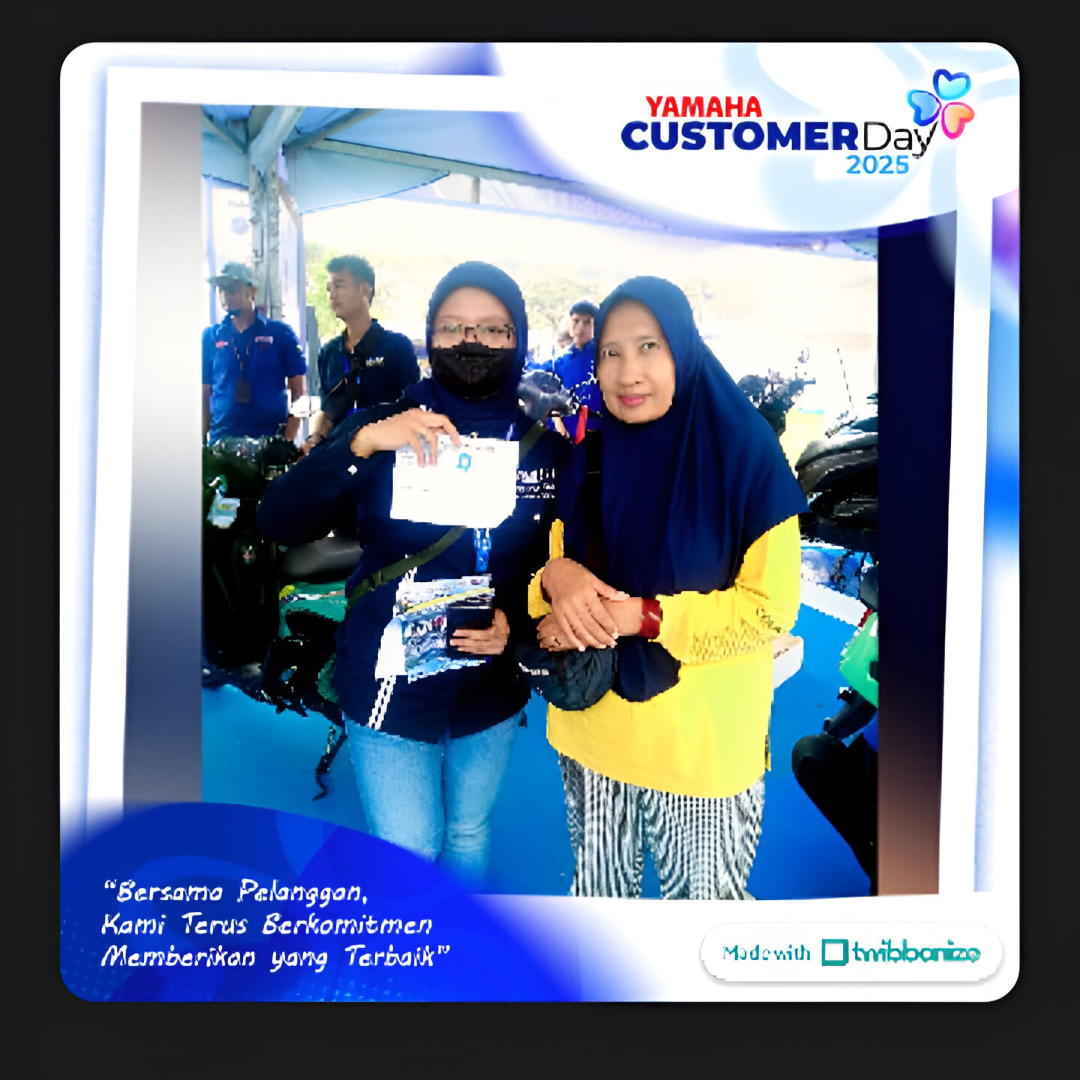 YAMAHA
CUSTOMER Day
2025
"Bersama Pelanggan,
Kami Terus Berkomitmen
Memberikan yang Terbaik"
Made with twibbonize